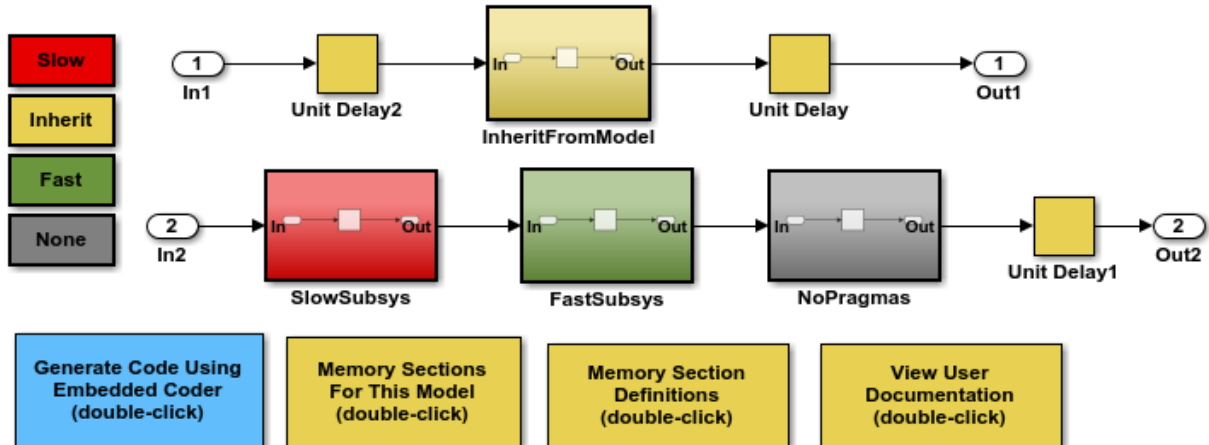 Slow
Inherit
Fast
None
1
In1
Unit Delay2
In Out
InheritFromModel
Unit Delay
1
Out1
2
In2
In Out
SlowSubsys
In Out
FastSubsys
In Out
NoPragmas
Unit Delay1
2
Out2
Generate Code Using
Embedded Coder
(double-click)
Memory Sections
For This Model
(double-click)
Memory Section
Definitions
(double-click)
View User
Documentation
(double-click)